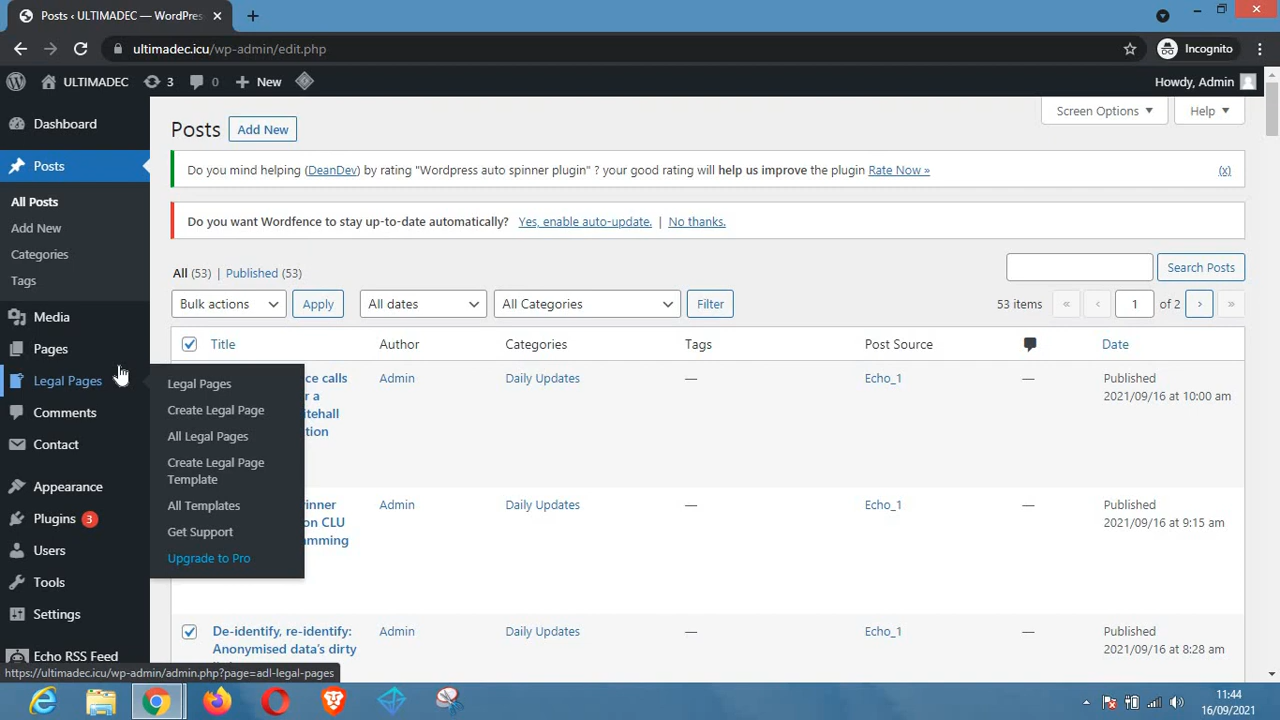 Posts ‹ ULTIMADEC — WordPres
ultimadec.icu/wp-admin/edit.php
Incognito
ULTIMADEC
3
0
New
Howdy, Admin
Dashboard
Posts
All Posts
Add New
Categories
Tags
Media
Pages
Legal Pages
Comments
Contact
Appearance
Plugins 3
Users
Tools
Settings
Echo RSS Feed
Legal Pages
Create Legal Page
All Legal Pages
Create Legal Page
Template
All Templates
Get Support
Upgrade to Pro
Posts
Add New
Screen Options
Help
Do you mind helping (DeanDev) by rating "Wordpress auto spinner plugin" ? your good rating will help us improve the plugin Rate Now »
(x)
Do you want Wordfence to stay up-to-date automatically? Yes, enable auto-update. | No thanks.
All (53) | Published (53)
Search Posts
Bulk actions
Apply
All dates
All Categories
Filter
53 items
«
‹
1
of 2
›
»
Title
Author
Categories
Tags
Post Source
Date
ce calls
r a
itehall
tion
Admin
Daily Updates
—
Echo_1
—
Published
2021/09/16 at 10:00 am
inner
on CLU
amming
Admin
Daily Updates
—
Echo_1
—
Published
2021/09/16 at 9:15 am
De-identify, re-identify:
Anonymised data's dirty
Admin
Daily Updates
—
Echo_1
—
Published
2021/09/16 at 8:28 am
https://ultimadec.icu/wp-admin/admin.php?page=adl-legal-pages
11:44
16/09/2021